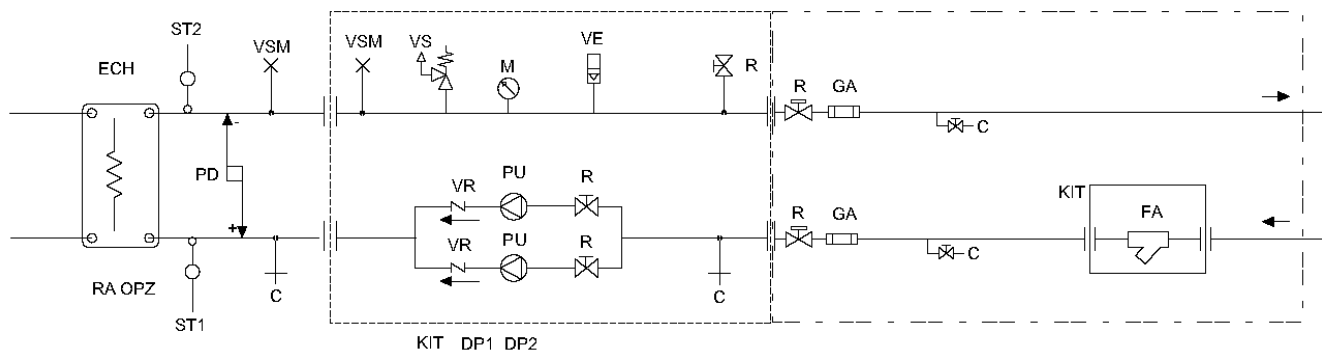 ST2
ECH
VSM
VSM
VS
M
VE
R
R
GA
C
-
PD
+
RA OPZ
ST1
C
VR
PU
R
VR
PU
R
C
R
GA
C
KIT
FA
KIT DP1 DP2